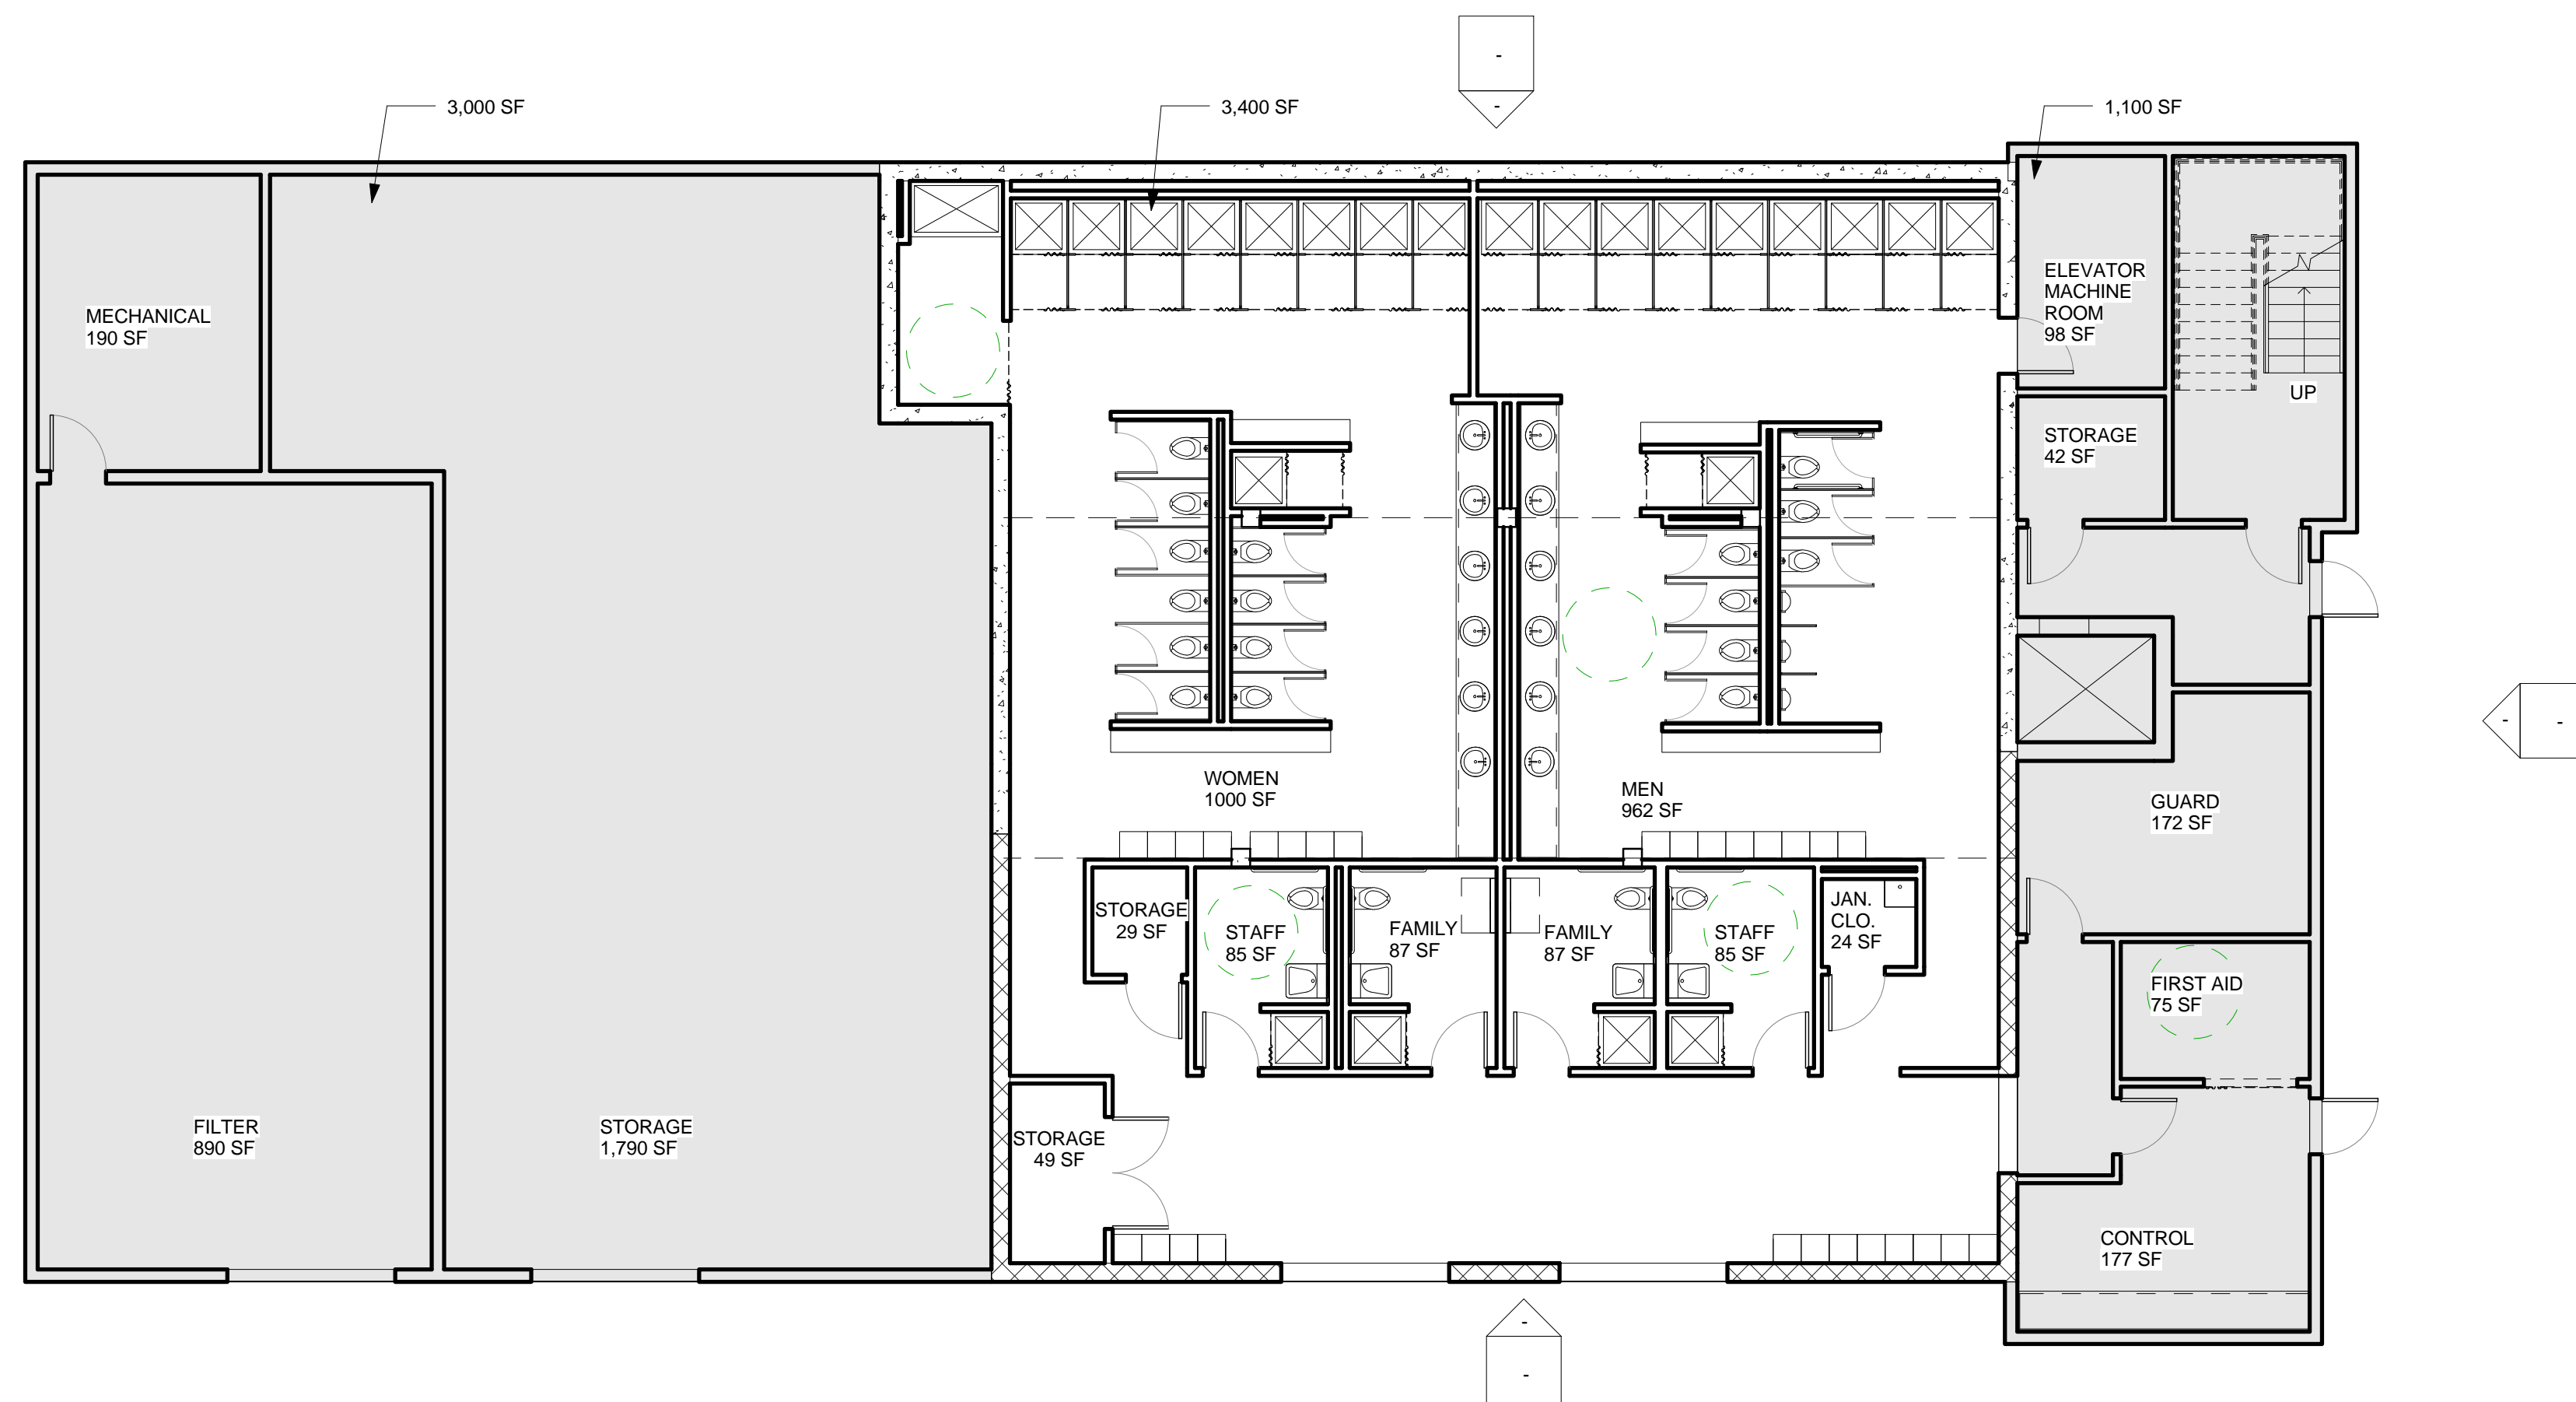 -
-
3,000 SF
3,400 SF
1,100 SF
MECHANICAL
190 SF
ELEVATOR
MACHINE
ROOM
98 SF
UP
STORAGE
42 SF
-
-
WOMEN
1000 SF
MEN
962 SF
GUARD
172 SF
STORAGE
29 SF
STAFF
85 SF
FAMILY
87 SF
FAMILY
87 SF
STAFF
85 SF
JAN.
CLO.
24 SF
FIRST AID
75 SF
FILTER
890 SF
STORAGE
1,790 SF
STORAGE
49 SF
CONTROL
177 SF
-
-